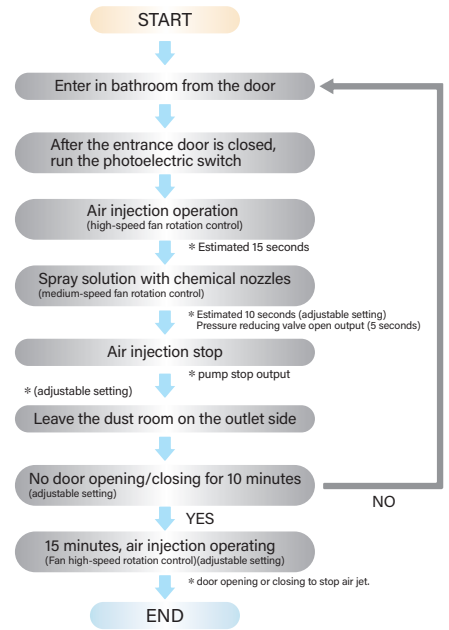 START
Enter in bathroom from the door
After the entrance door is closed,
run the photoelectric switch
Air injection operation
(high-speed fan rotation control)
* Estimated 15 seconds
Spray solution with chemical nozzles
(medium-speed fan rotation control)
* Estimated 10 seconds (adjustable setting)
Pressure reducing valve open output (5 seconds)
Air injection stop
* pump stop output
* (adjustable setting)
Leave the dust room on the outlet side
No door opening/closing for 10 minutes
(adjustable setting)
NO
YES
15 minutes, air injection operating
(Fan high-speed rotation control)(adjustable setting)
* door opening or closing to stop air jet.
END